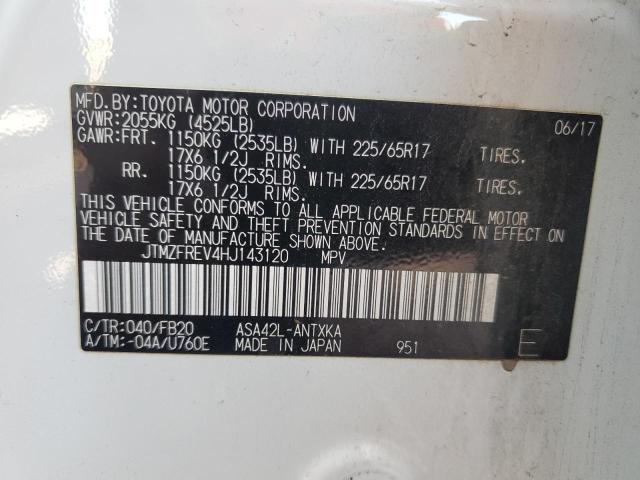 MFD.BY:TOYOTA MOTOR CORPORATION 06/17
GVWR:2055KG (4525LB)
GAWR:FRT. 1150KG (2535LB) WITH 225/65R17 TIRES.
17X6 1/2J RIMS.
RR. 1150KG (2535LB) WITH 225/65R17 TIRES.
17X6 1/2J RIMS.
THIS VEHICLE CONFORMS TO ALL APPLICABLE FEDERAL MOTOR
VEHICLE SAFETY AND THEFT PREVENTION STANDARDS IN EFFECT ON
THE DATE OF MANUFACTURE SHOWN ABOVE.
JTMZFREV4HJ143120 MPV
C/TR:040/FB20 ASA42L-ANTXKA
A/TM:-04A/U760E MADE IN JAPAN 951 E